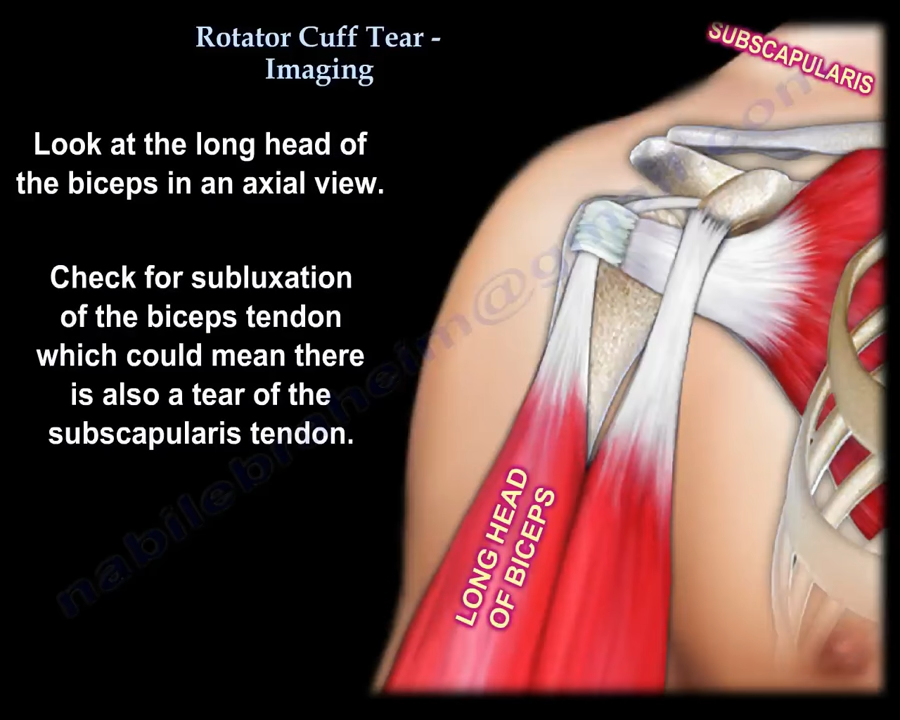 Rotator Cuff Tear -
Imaging
SUBSCAPULARIS
Look at the long head of
the biceps in an axial view.
Check for subluxation
of the biceps tendon
which could mean there
is also a tear of the
subscapularis tendon.
LONG HEAD
OF BICEPS